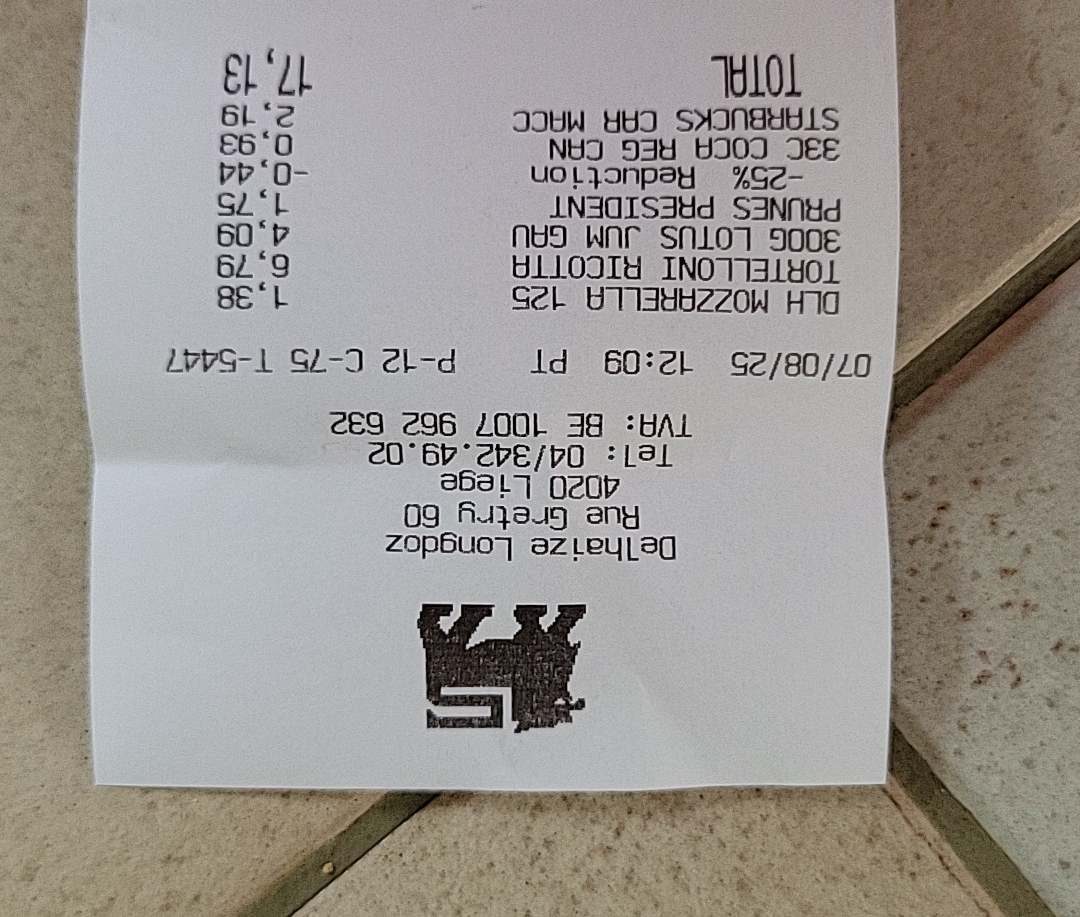 Delhaize Longdoz
Rue Gretry 60
4020 Liege
Tel: 04/342.49.02
TVA: BE 1007 962 632
07/08/25 12:09 PT P-12 C-75 T-5447
DLH MOZZARELLA 125 1,38
TORTELLONI RICOTTA 6,79
300G LOTUS JUM GAU 4,09
PRUNES PRESIDENT 1,75
-25% Reduction -0,44
33C COCA REG CAN 0,93
STARBUCKS CAR MACC 2,19
TOTAL 17,13